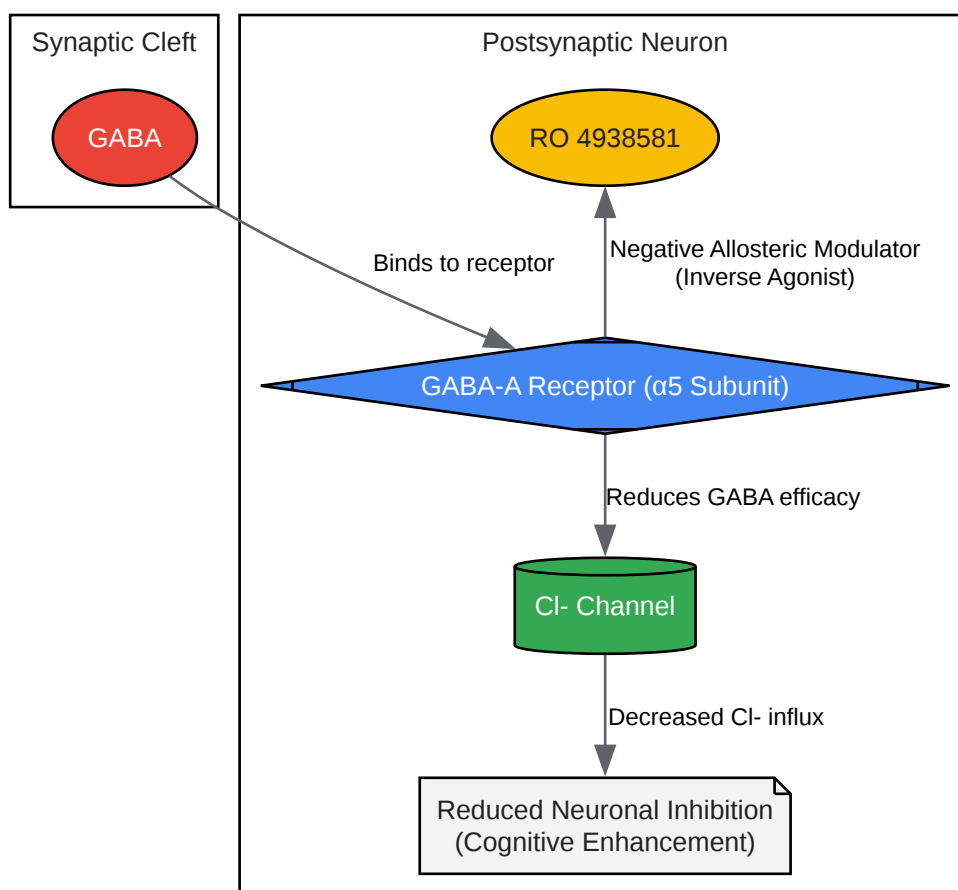 Synaptic Cleft
Postsynaptic Neuron
GABA
RO 4938581
Binds to receptor
Negative Allosteric Modulator
(Inverse Agonist)
GABA-A Receptor (α5 Subunit)
Reduces GABA efficacy
Cl- Channel
Decreased Cl- influx
Reduced Neuronal Inhibition
(Cognitive Enhancement)